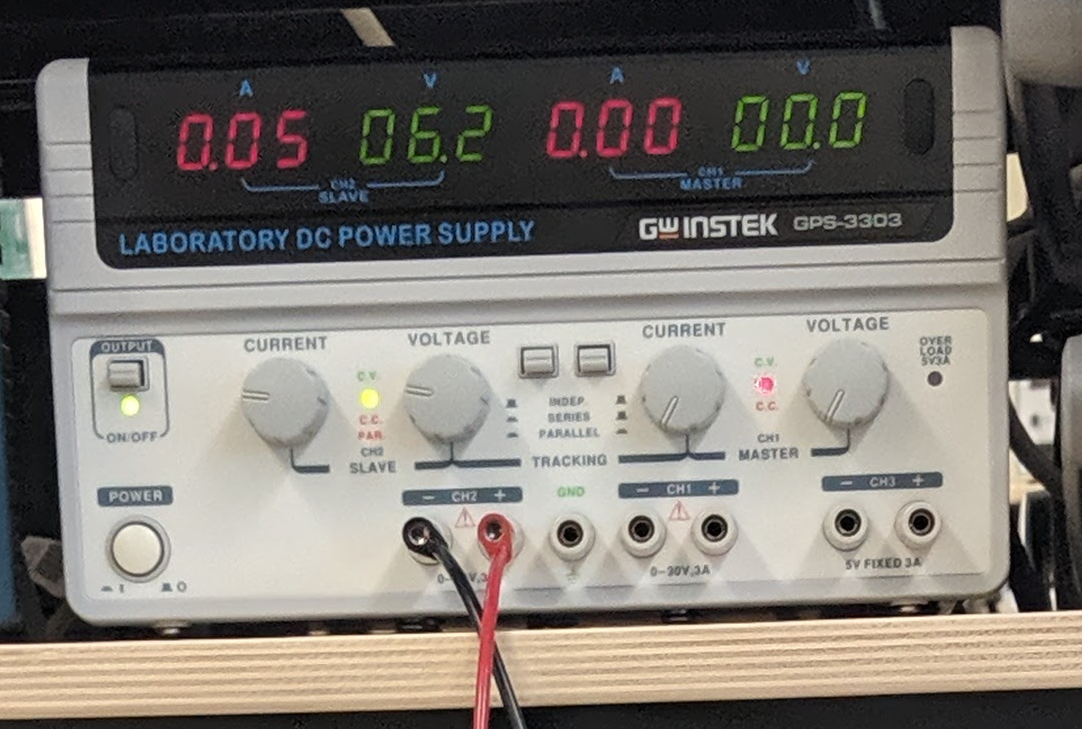 A V A V
0.05 06.2 0.00 00.0
CH2 CH1
SLAVE MASTER
LABORATORY DC POWER SUPPLY GWINSTEK GPS-3303
OUTPUT CURRENT VOLTAGE CURRENT VOLTAGE
OVER
LOAD
5V3A
C.V. C.V.
C.C. INDEP. C.C.
PAR. SERIES
ON/OFF PARALLEL
CH2 CH1
SLAVE TRACKING MASTER
POWER − CH2 + GND − CH1 + − CH3 +
0-30V,3A 5V FIXED 3A
I O